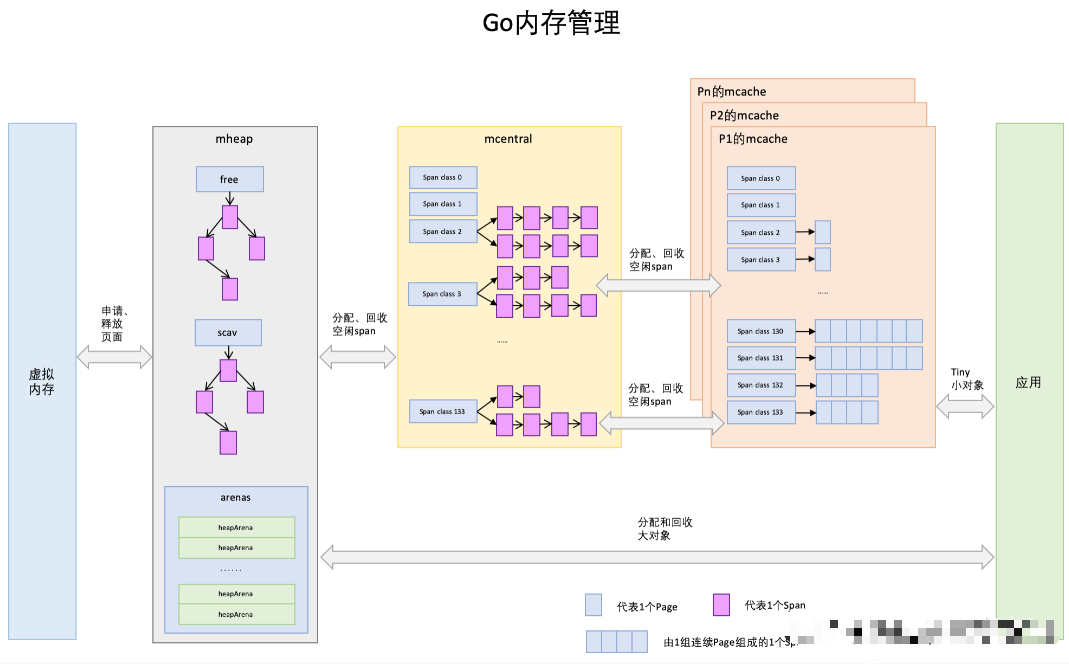 Go内存管理
虚拟
内存
申请、
释放
页面
mheap
free
scav
arenas
heapArena
heapArena
......
heapArena
heapArena
分配、回收
空闲span
mcentral
Span class 0
Span class 1
Span class 2
Span class 3
......
Span class 133
分配、回收
空闲span
分配、回收
空闲span
Pn的mcache
P2的mcache
P1的mcache
Span class 0
Span class 1
Span class 2
Span class 3
......
Span class 130
Span class 131
Span class 132
Span class 133
Tiny
小对象
应用
分配和回收
大对象
代表1个Page
代表1个Span
由1组连续Page组成的1个